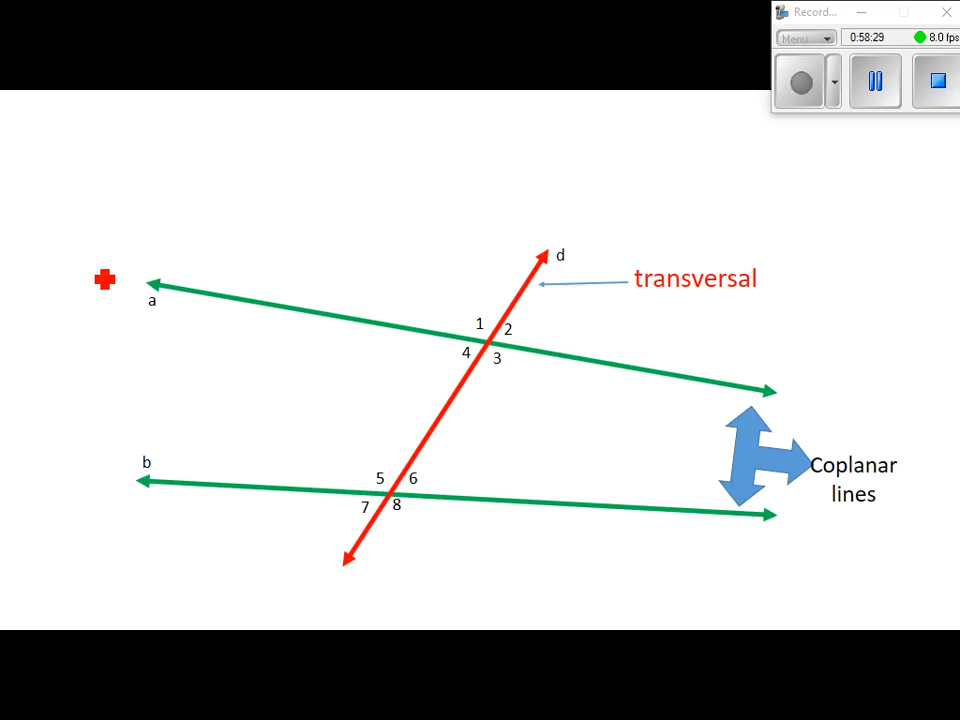 Record...
Menu
0:58:29
8.0 fps
d
transversal
a
1
2
4
3
b
5
6
7
8
Coplanar
lines